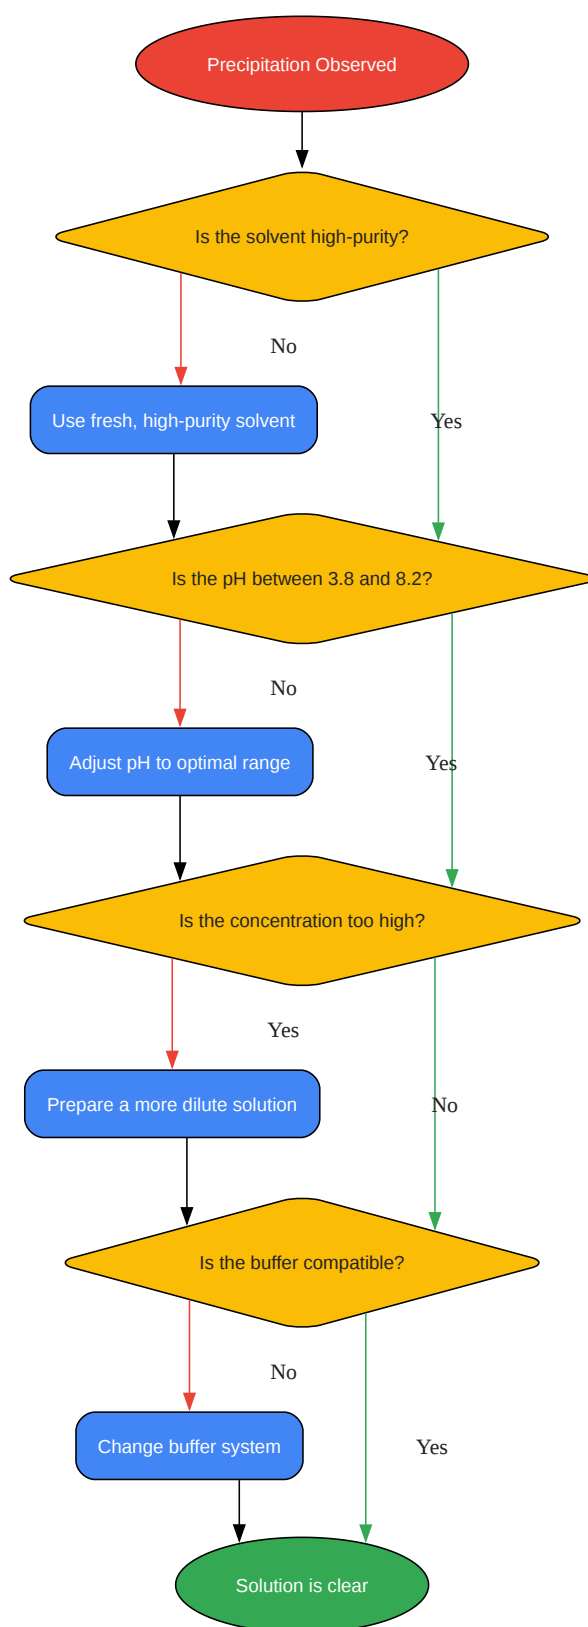 Precipitation Observed
Is the solvent high-purity?
No
Use fresh, high-purity solvent
Yes
Is the pH between 3.8 and 8.2?
No
Adjust pH to optimal range
Yes
Is the concentration too high?
Yes
Prepare a more dilute solution
No
Is the buffer compatible?
No
Change buffer system
Yes
Solution is clear